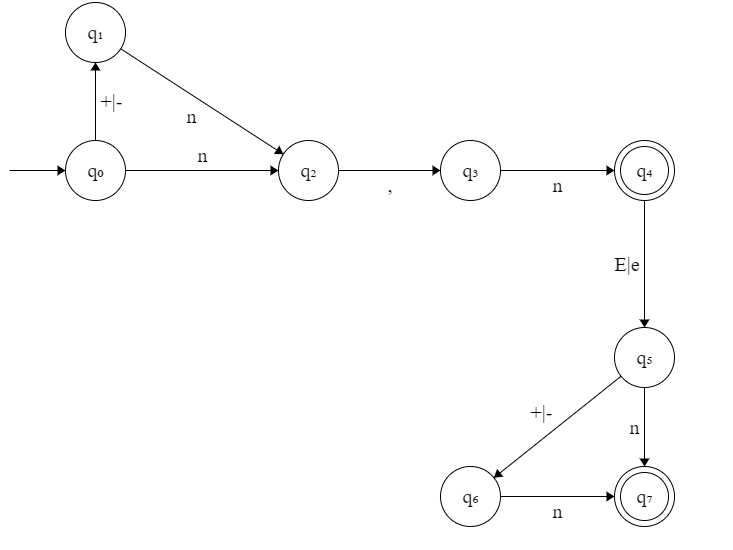 q₁
+|-
n
n
q₀
q₂
,
q₃
n
q₄
E|e
q₅
+|-
n
q₆
n
q₇